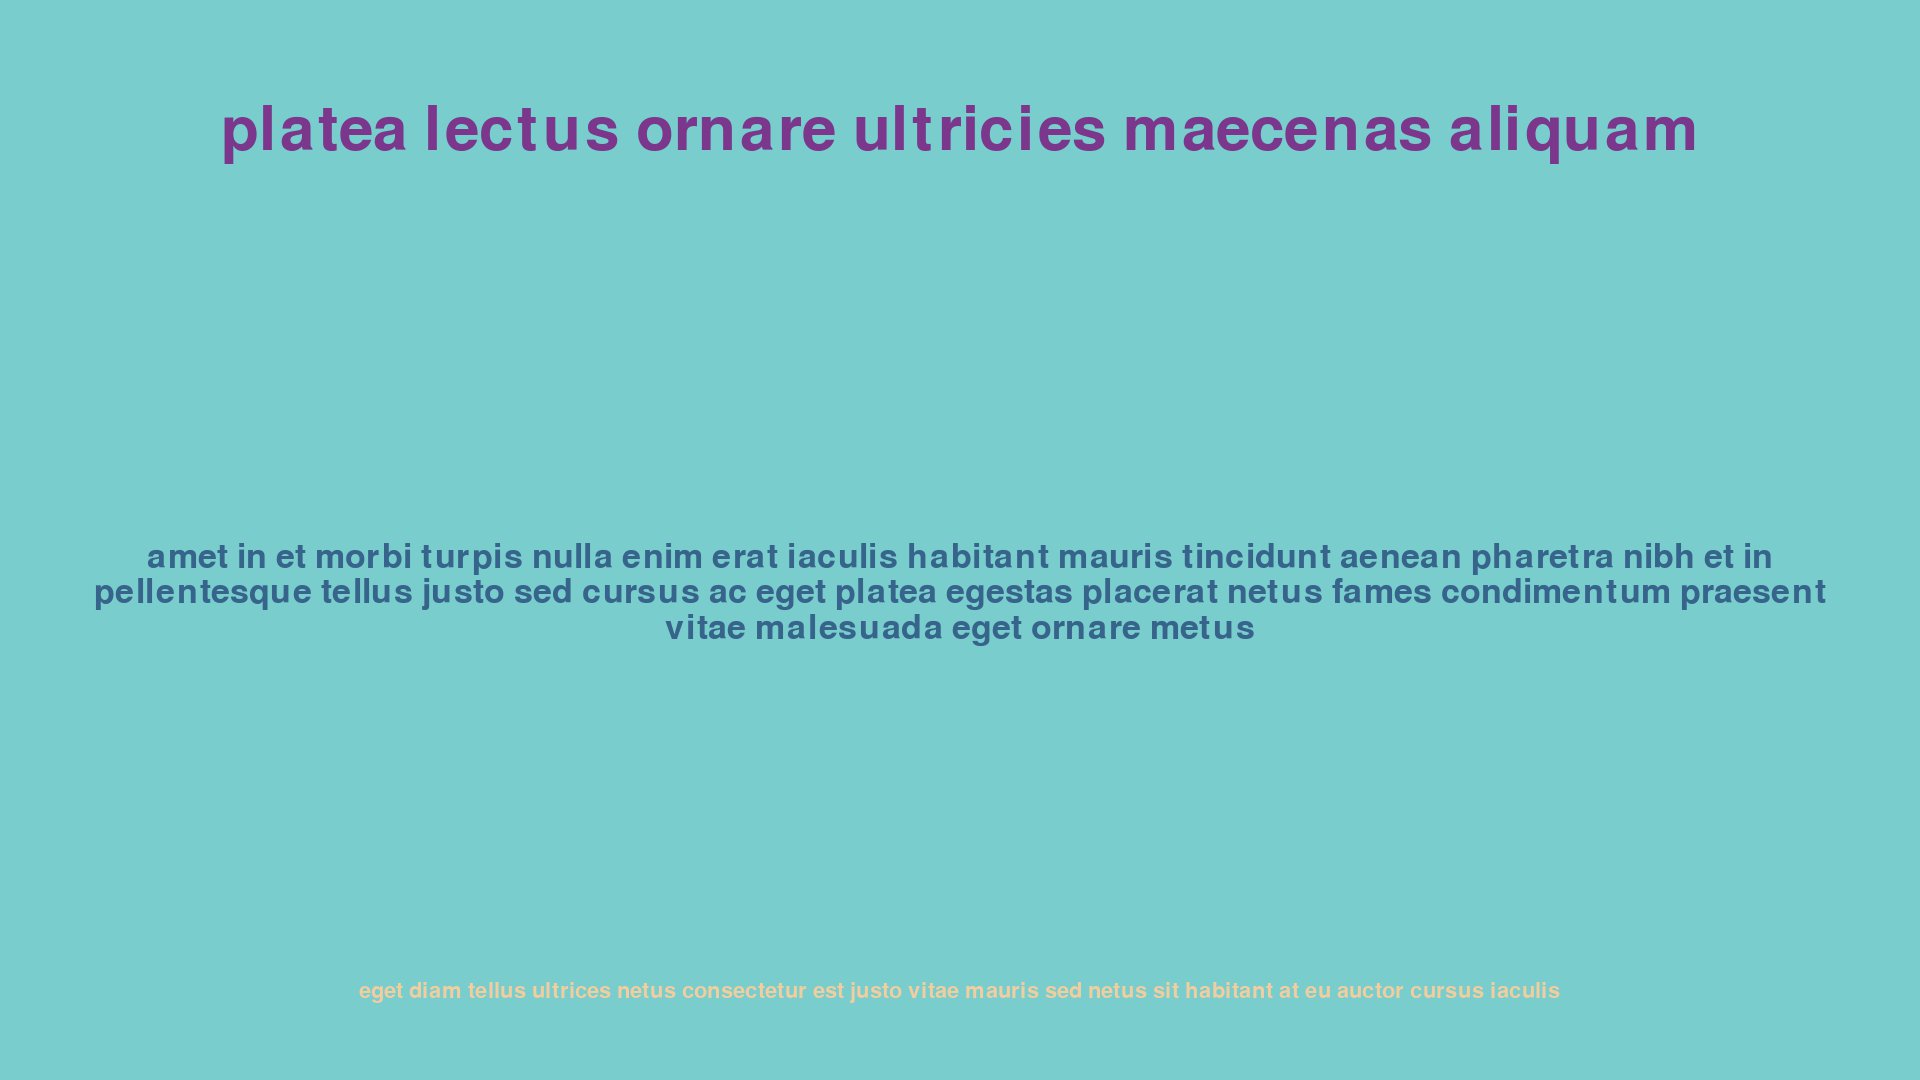 platea lectus ornare ultricies maecenas aliquam
amet in et morbi turpis nulla enim erat iaculis habitant mauris tincidunt aenean pharetra nibh et in
pellentesque tellus justo sed cursus ac eget platea egestas placerat netus fames condimentum praesent
vitae malesuada eget ornare metus
eget diam tellus ultrices netus consectetur est justo vitae mauris sed netus sit habitant at eu auctor cursus iaculis